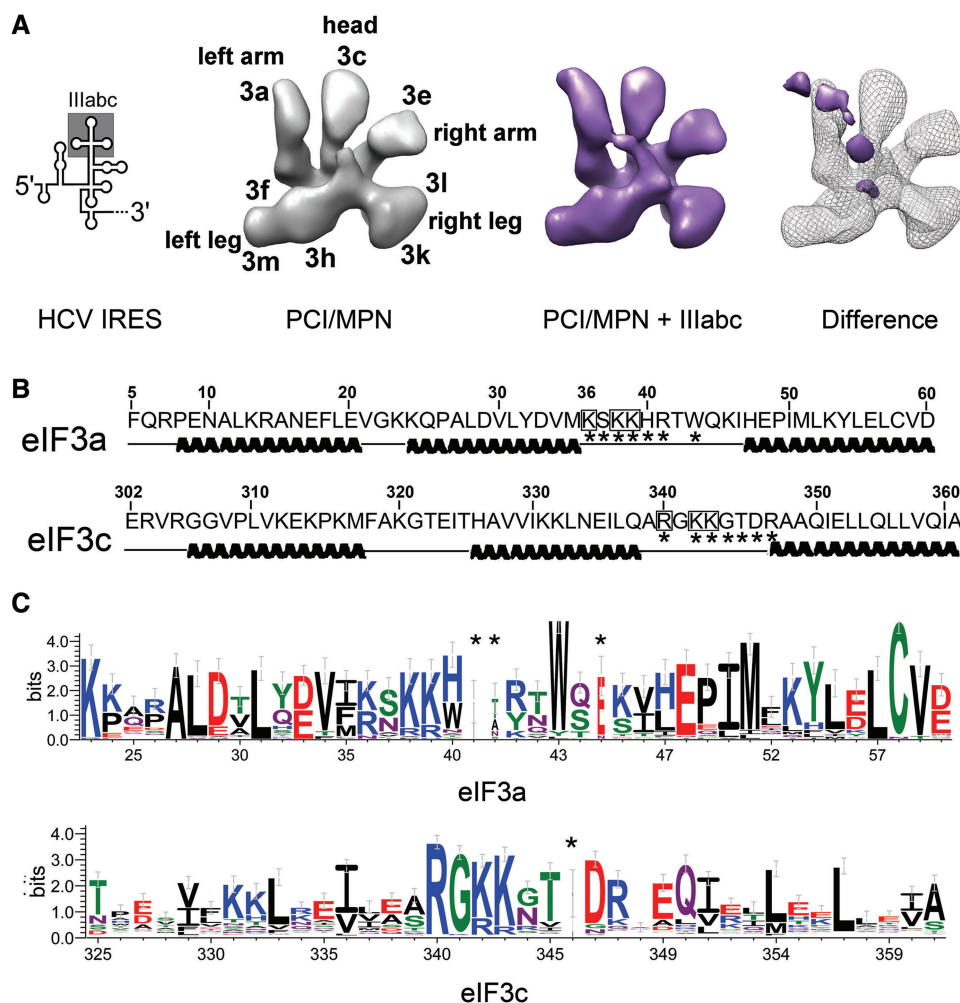 A
IIIabc
5'
3'
HCV IRES
left arm
head
3c
3a
3e
right arm
3f
3l
right leg
left leg
3m
3h
3k
PCI/MPN
PCI/MPN + IIIabc
Difference
B
5 10 20 30 36 40 50 60
FQRPENALKRANEFLEVGKKQPALDVLYDVMKSKKHRTWQKIHEPIMLKYLELCVD
eIF3a
*******
302 310 320 330 340 350 360
ERVRGGVPLVKEKPKMFAKGTEITHAVVIKKLNEILQARGKKGTDRAAQIELLQLLVQIA
eIF3c
* ******
C
bits
4.0
3.0
2.0
1.0
0.0
* * *
25 30 35 40 43 47 52 57
eIF3a
bits
4.0
3.0
2.0
1.0
0.0
*
325 330 335 340 345 349 354 359
eIF3c